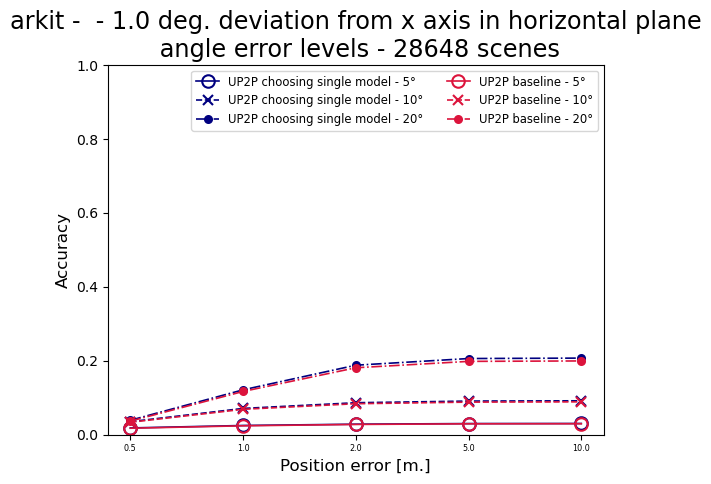 arkit -  - 1.0 deg. deviation from x axis in horizontal plane
angle error levels - 28648 scenes
UP2P choosing single model - 5°
UP2P choosing single model - 10°
UP2P choosing single model - 20°
UP2P baseline - 5°
UP2P baseline - 10°
UP2P baseline - 20°
Accuracy
1.0
0.8
0.6
0.4
0.2
0.0
0.5 1.0 2.0 5.0 10.0
Position error [m.]